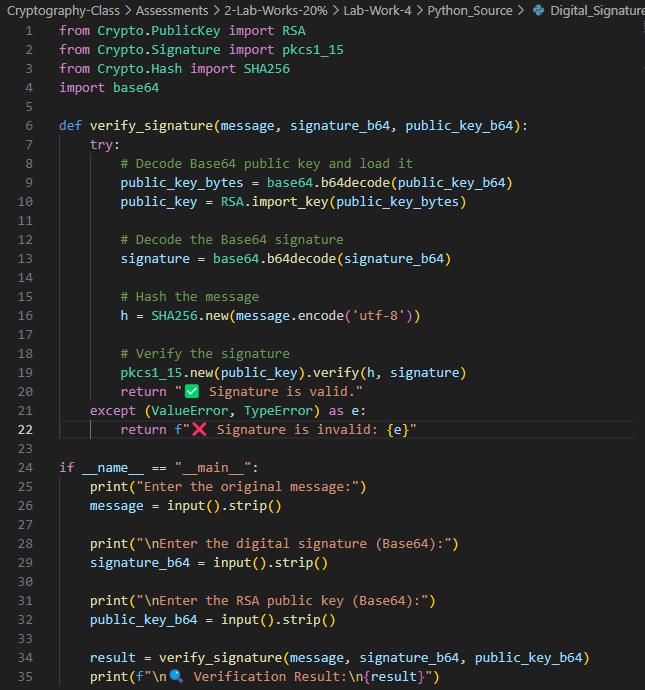 Cryptography-Class > Assessments > 2-Lab-Works-20% > Lab-Work-4 > Python_Source > Digital_Signature
1 from Crypto.PublicKey import RSA
2 from Crypto.Signature import pkcs1_15
3 from Crypto.Hash import SHA256
4 import base64
5
6 def verify_signature(message, signature_b64, public_key_b64):
7     try:
8         # Decode Base64 public key and load it
9         public_key_bytes = base64.b64decode(public_key_b64)
10         public_key = RSA.import_key(public_key_bytes)
11
12         # Decode the Base64 signature
13         signature = base64.b64decode(signature_b64)
14
15         # Hash the message
16         h = SHA256.new(message.encode('utf-8'))
17
18         # Verify the signature
19         pkcs1_15.new(public_key).verify(h, signature)
20         return "✅ Signature is valid."
21     except (ValueError, TypeError) as e:
22         return f"❌ Signature is invalid: {e}"
23
24 if __name__ == "__main__":
25     print("Enter the original message:")
26     message = input().strip()
27
28     print("\nEnter the digital signature (Base64):")
29     signature_b64 = input().strip()
30
31     print("\nEnter the RSA public key (Base64):")
32     public_key_b64 = input().strip()
33
34     result = verify_signature(message, signature_b64, public_key_b64)
35     print(f"\n🔍 Verification Result:\n{result}")